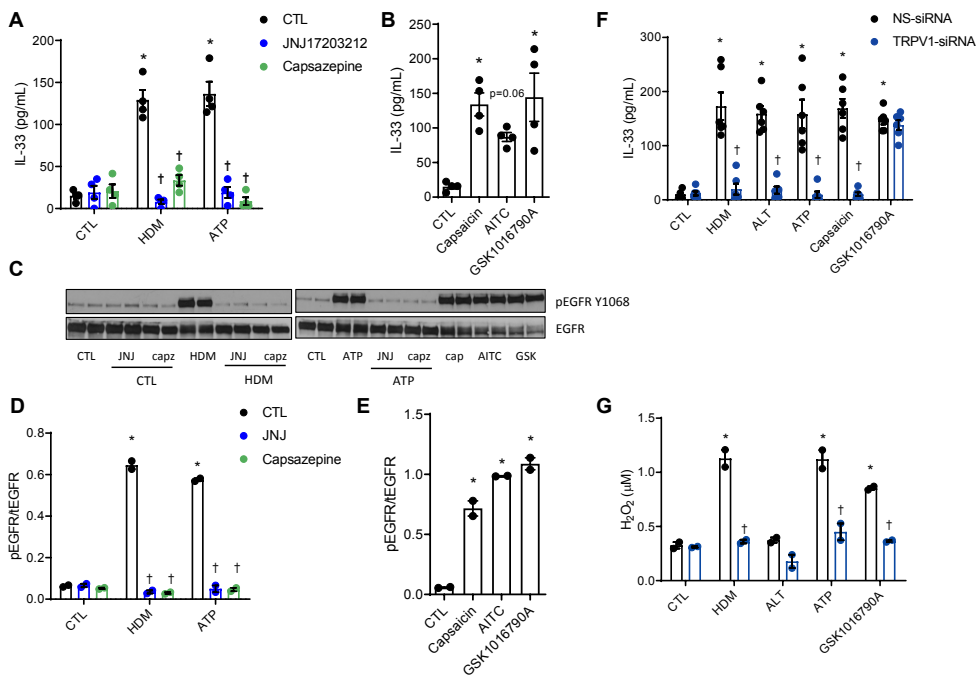 A
CTL
JNJ17203212
Capsazepine
IL-33 (pg/mL)
200
150
100
50
0
*
*
†
†
†
†
CTL
HDM
ATP
B
IL-33 (pg/mL)
250
200
150
100
50
0
*
p=0.06
*
CTL
Capsaicin
AITC
GSK1016790A
F
NS-siRNA
TRPV1-siRNA
IL-33 (pg/mL)
400
300
200
100
0
*
*
*
*
*
†
†
†
†
CTL
HDM
ALT
ATP
Capsaicin
GSK1016790A
C
pEGFR Y1068
EGFR
CTL JNJ capz HDM JNJ capz CTL ATP JNJ capz cap AITC GSK
CTL HDM ATP
D
CTL
JNJ
Capsazepine
pEGFR/tEGFR
0.8
0.6
0.4
0.2
0.0
*
*
† †
† †
CTL
HDM
ATP
E
pEGFR/tEGFR
1.5
1.0
0.5
0.0
*
*
*
CTL
Capsaicin
AITC
GSK1016790A
G
H₂O₂ (μM)
1.5
1.0
0.5
0.0
*
*
*
†
†
†
CTL
HDM
ALT
ATP
GSK1016790A